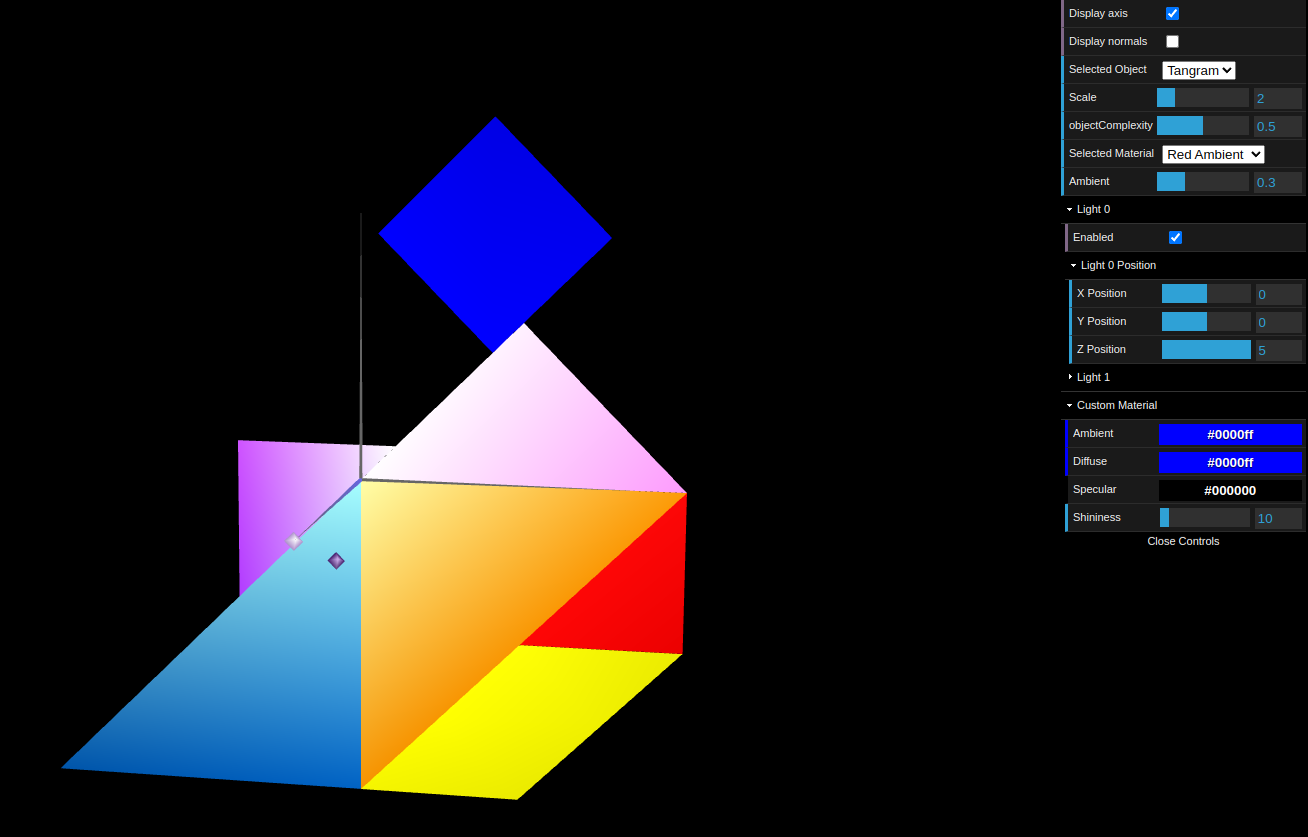 Display axis
Display normals
Selected Object Tangram
Scale 2
objectComplexity 0.5
Selected Material Red Ambient
Ambient 0.3
Light 0
Enabled
Light 0 Position
X Position 0
Y Position 0
Z Position 5
Light 1
Custom Material
Ambient #0000ff
Diffuse #0000ff
Specular #000000
Shininess 10
Close Controls